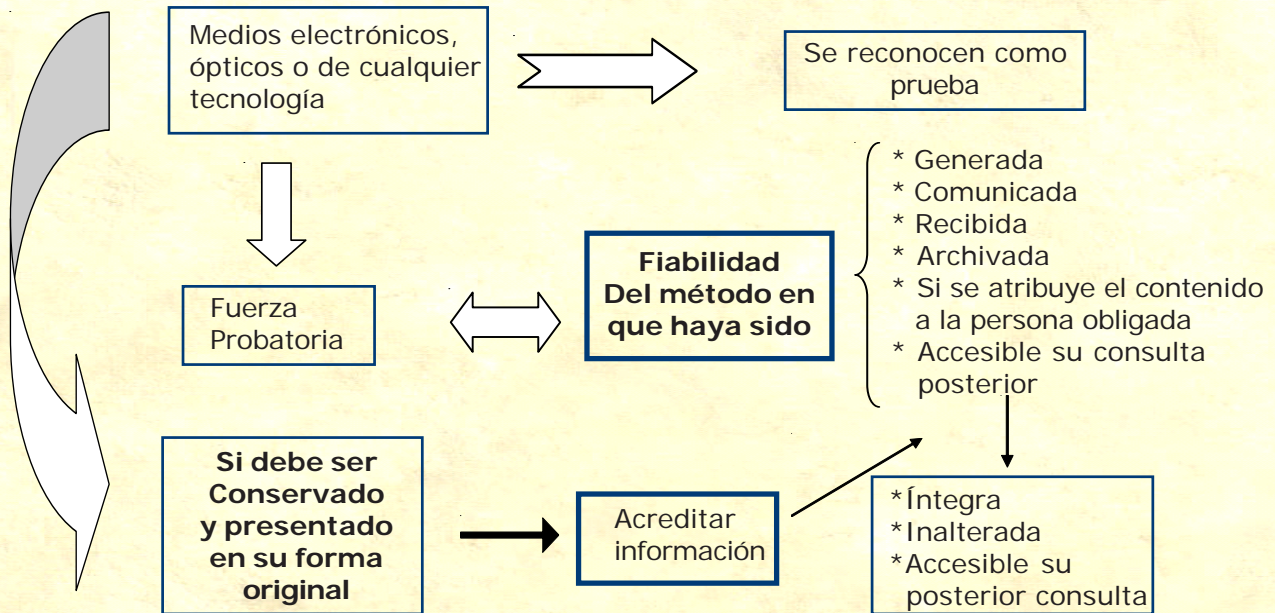 Medios electrónicos,
ópticos o de cualquier
tecnología
Se reconocen como
prueba
* Generada
* Comunicada
* Recibida
* Archivada
* Si se atribuye el contenido
a la persona obligada
* Accesible su consulta
posterior
Fiabilidad
Del método en
que haya sido
Fuerza
Probatoria
Si debe ser
Conservado
y presentado
en su forma
original
Acreditar
información
*Íntegra
*Inalterada
*Accesible su
posterior consulta